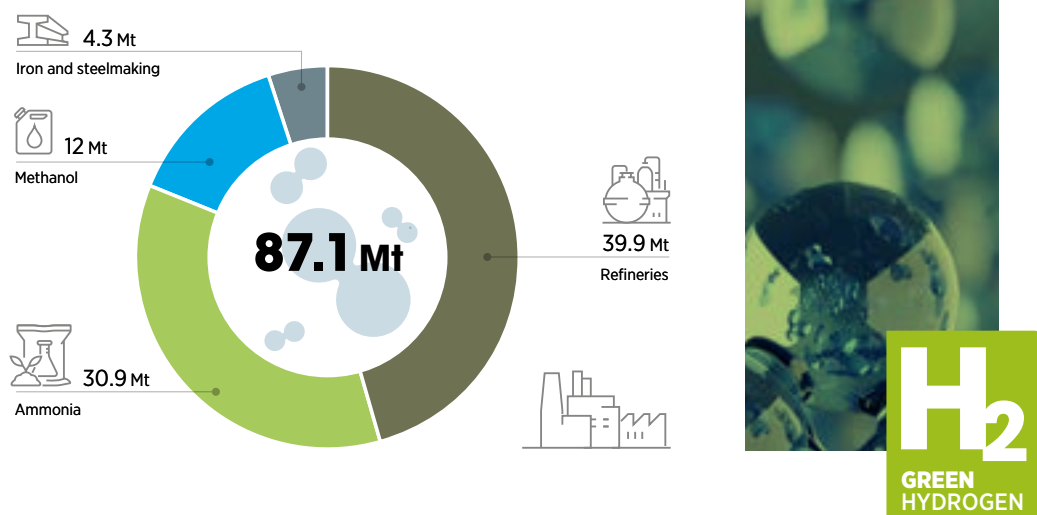 4.3 Mt
Iron and steelmaking
12 Mt
Methanol
87.1 Mt
39.9 Mt
Refineries
30.9 Mt
Ammonia
H2
GREEN
HYDROGEN